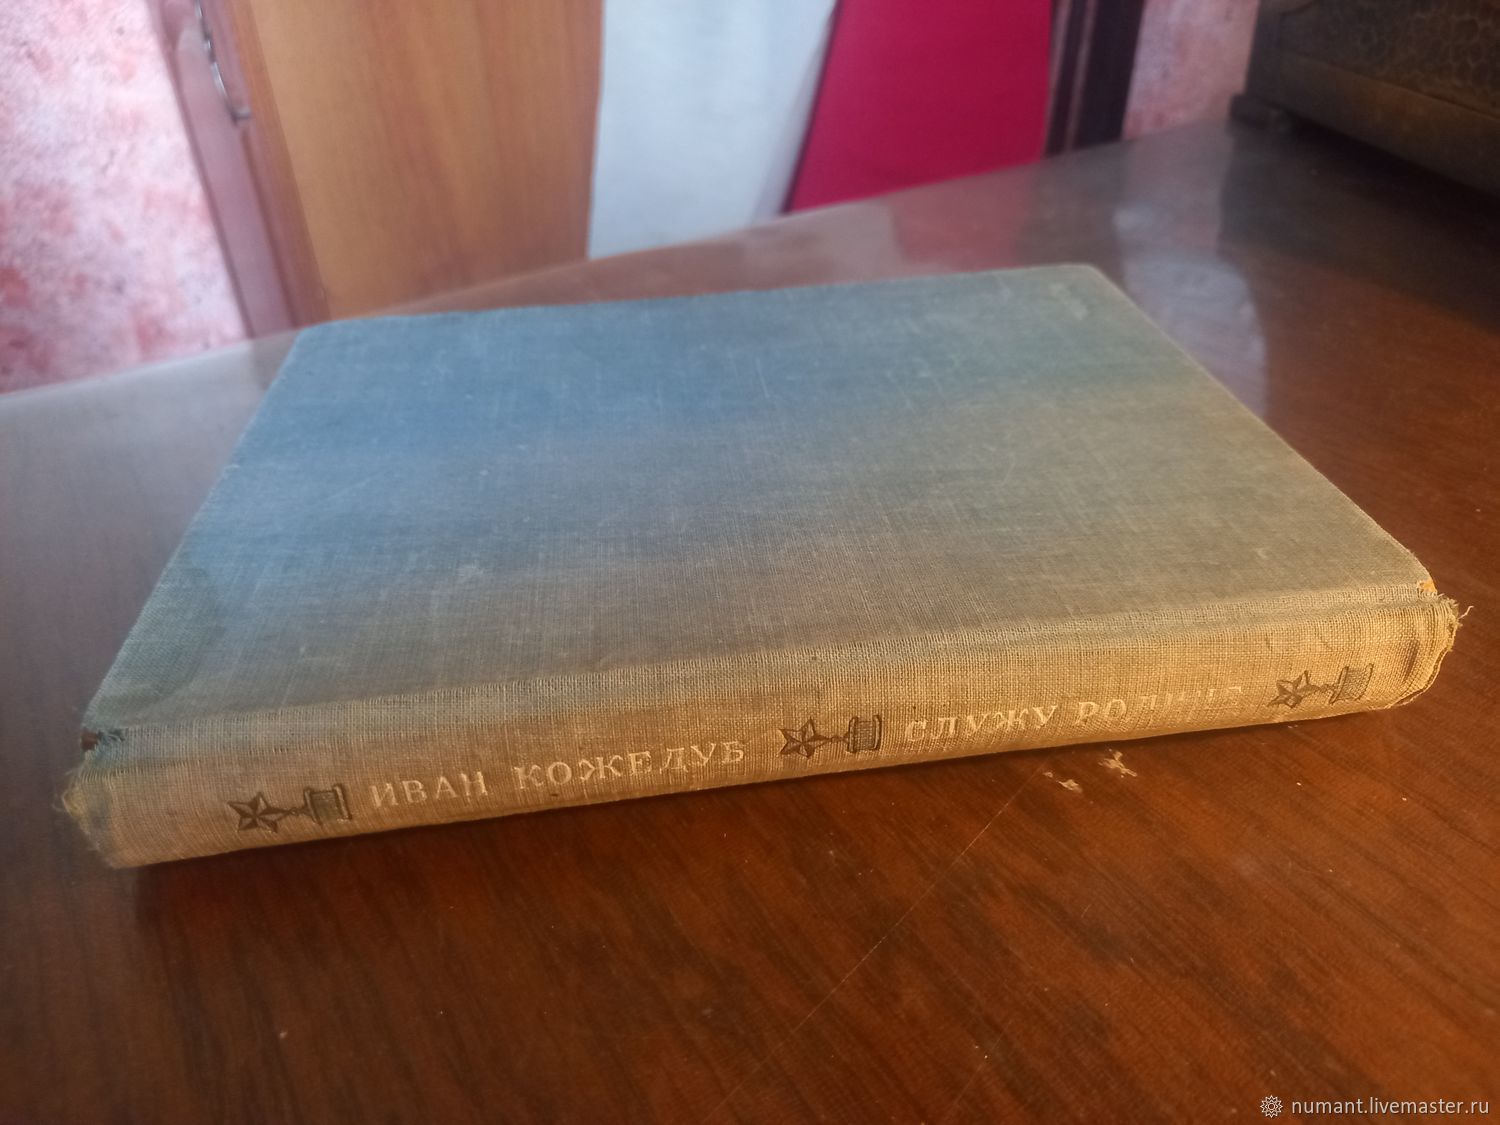 ИВАН КОЖЕДУБ СЛУЖУ РОДИНЕ
numant.livemaster.ru